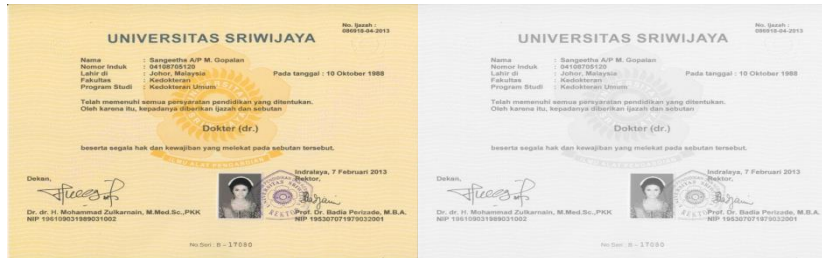 No. Ijazah :
086918-04-2013
UNIVERSITAS SRIWIJAYA
Nama : Sangeetha A/P M. Gopalan
Nomor Induk : 04108705120
Lahir di : Johor, Malaysia Pada tanggal : 10 Oktober 1988
Fakultas : Kedokteran
Program Studi : Kedokteran Umum
Telah memenuhi semua persyaratan pendidikan yang ditentukan.
Oleh karena itu, kepadanya diberikan ijazah dan sebutan
Dokter (dr.)
beserta segala hak dan kewajiban yang melekat pada sebutan tersebut.
ILMU ALAT PENGABDIAN
Indralaya, 7 Februari 2013
Dekan, Rektor,
Dr. dr. H. Mohammad Zulkarnain, M.Med.Sc.,PKK Prof. Dr. Badia Perizade, M.B.A.
NIP 196109031989031002 NIP 195307071979032001
No.Seri : B – 17090
No. Ijazah :
086918-04-2013
UNIVERSITAS SRIWIJAYA
Nama : Sangeetha A/P M. Gopalan
Nomor Induk : 04108705120
Lahir di : Johor, Malaysia Pada tanggal : 10 Oktober 1988
Fakultas : Kedokteran
Program Studi : Kedokteran Umum
Telah memenuhi semua persyaratan pendidikan yang ditentukan.
Oleh karena itu, kepadanya diberikan ijazah dan sebutan
Dokter (dr.)
beserta segala hak dan kewajiban yang melekat pada sebutan tersebut.
Indralaya, 7 Februari 2013
Dekan, Rektor,
Dr. dr. H. Mohammad Zulkarnain, M.Med.Sc.,PKK Prof. Dr. Badia Perizade, M.B.A.
NIP 196109031989031002 NIP 195307071979032001
No.Seri : B – 17090